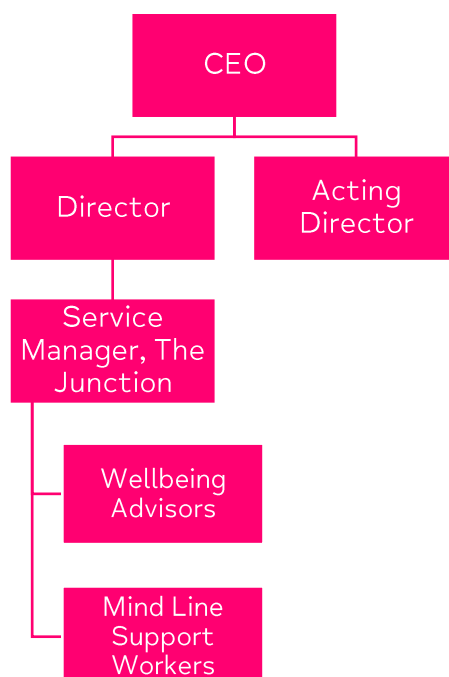 CEO
Director
Acting
Director
Service
Manager, The
Junction
Wellbeing
Advisors
Mind Line
Support
Workers